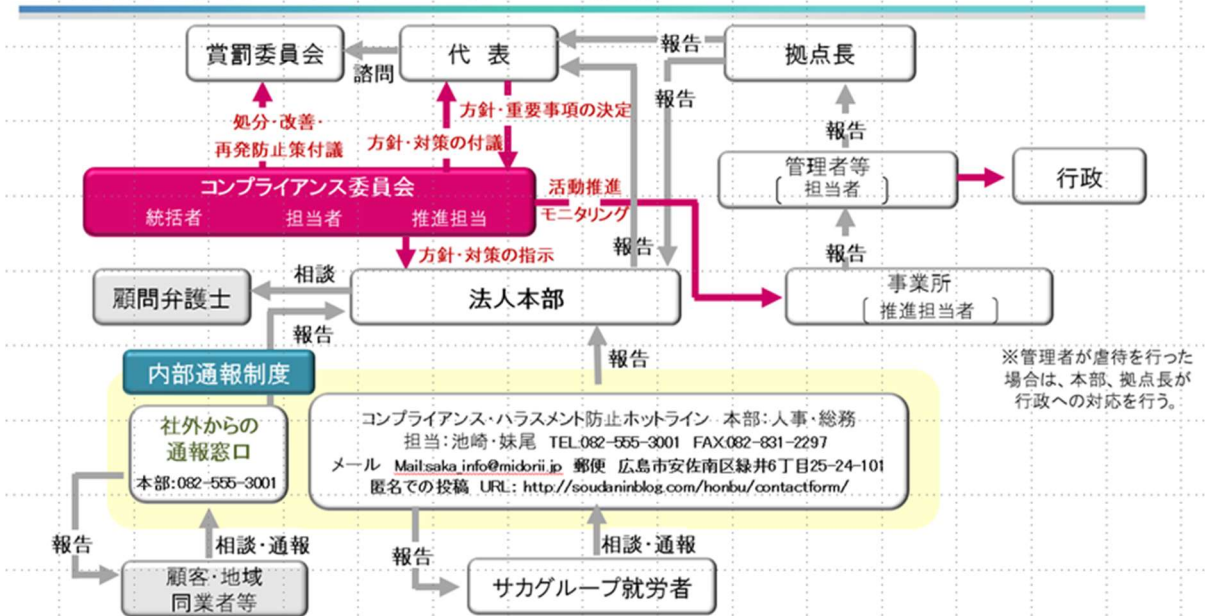 賞罰委員会
諮問
代 表
報告
拠点長
報告
処分・改善・
再発防止策付議
方針・対策の付議
方針・重要事項の決定
報告
管理者等
担当者
行政
コンプライアンス委員会
統括者 担当者 推進担当
活動推進
モニタリング
報告
報告
方針・対策の指示
相談
顧問弁護士
法人本部
事業所
推進担当者
報告
報告
内部通報制度
※管理者が虐待を行った
場合は、本部、拠点長が
行政への対応を行う。
社外からの
通報窓口
本部:082-555-3001
コンプライアンス・ハラスメント防止ホットライン 本部:人事・総務
担当:池崎・妹尾 TEL:082-555-3001 FAX:082-831-2297
メール Mail:saka_info@midorii.jp 郵便 広島市安佐南区緑井6丁目25-24-101
匿名での投稿 URL: http://soudaninblog.com/honbu/contactform/
報告
相談・通報
報告
相談・通報
顧客・地域
同業者等
サカグループ就労者